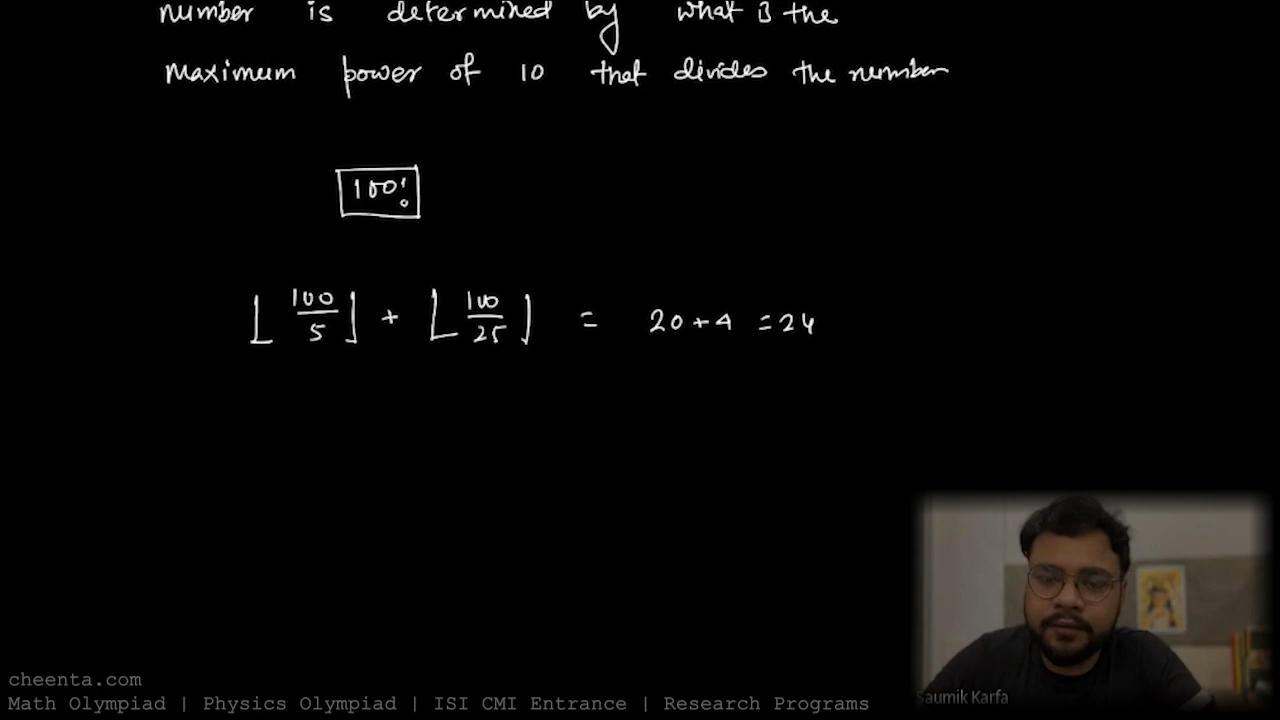 number is determined by what is the
maximum power of 10 that divides the number
100!
⌊100/5⌋ + ⌊100/25⌋ = 20 + 4 = 24
Saumik Karfa
cheenta.com
Math Olympiad | Physics Olympiad | ISI CMI Entrance | Research Programs